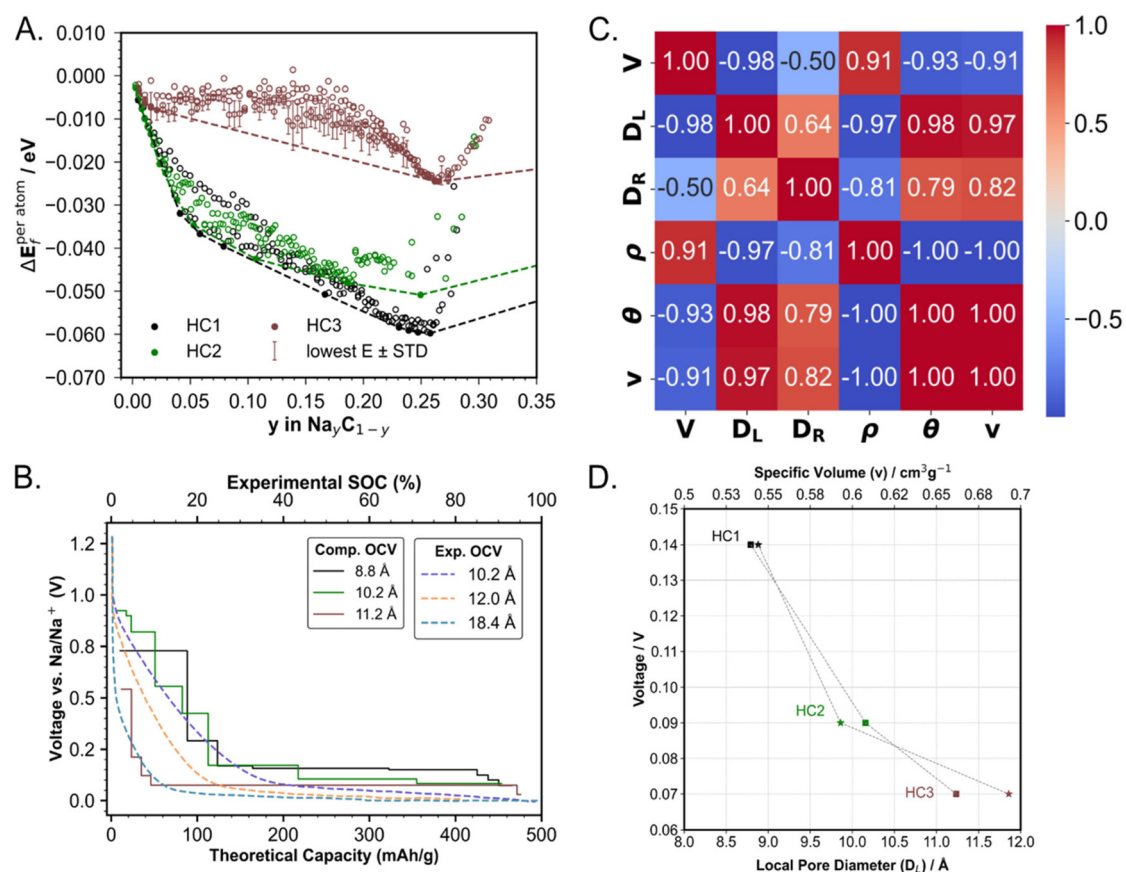 A.
0.010
0.000
-0.010
-0.020
-0.030
-0.040
-0.050
-0.060
-0.070
ΔE_f^per atom / eV
HC1
HC2
HC3
lowest E ± STD
0.00 0.05 0.10 0.15 0.20 0.25 0.30 0.35
y in Na_yC_{1−y}
C.
V
D_L
D_R
ρ
θ
v
1.00 -0.98 -0.50 0.91 -0.93 -0.91
-0.98 1.00 0.64 -0.97 0.98 0.97
-0.50 0.64 1.00 -0.81 0.79 0.82
0.91 -0.97 -0.81 1.00 -1.00 -1.00
-0.93 0.98 0.79 -1.00 1.00 1.00
-0.91 0.97 0.82 -1.00 1.00 1.00
V D_L D_R ρ θ v
1.0
0.5
0.0
−0.5
B.
Experimental SOC (%)
0 20 40 60 80 100
Voltage vs. Na/Na⁺ (V)
1.2
1.0
0.8
0.5
0.2
0.0
Comp. OCV
8.8 Å
10.2 Å
11.2 Å
Exp. OCV
10.2 Å
12.0 Å
18.4 Å
0 100 200 300 400 500
Theoretical Capacity (mAh/g)
D.
Specific Volume (v) / cm³g⁻¹
0.5 0.53 0.55 0.58 0.6 0.62 0.65 0.68 0.7
Voltage / V
0.15
0.14
0.13
0.12
0.11
0.10
0.09
0.08
0.07
0.06
HC1
HC2
HC3
8.0 8.5 9.0 9.5 10.0 10.5 11.0 11.5 12.0
Local Pore Diameter (D_L) / Å